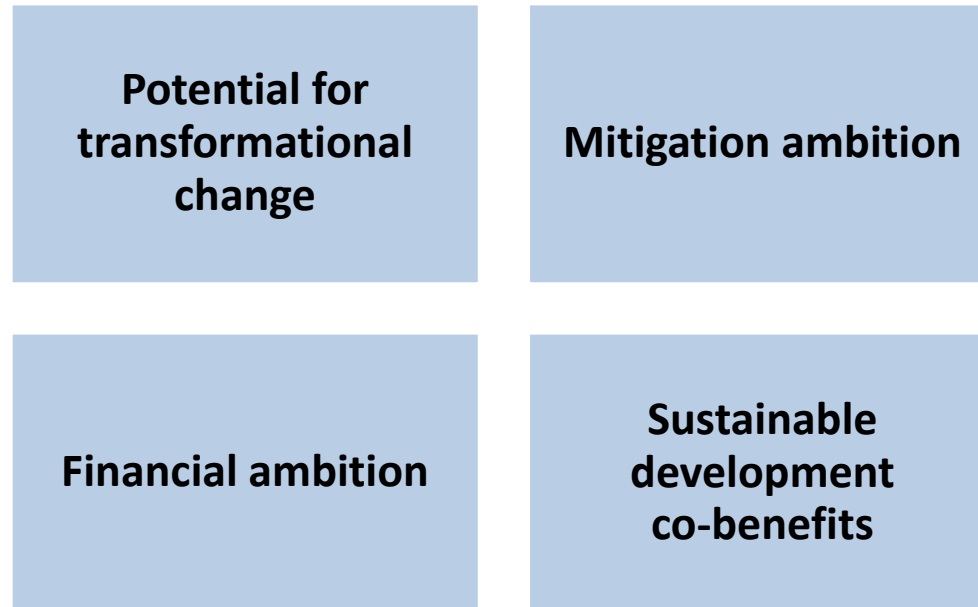 Potential for
transformational
change
Mitigation ambition
Financial ambition
Sustainable
development
co-benefits